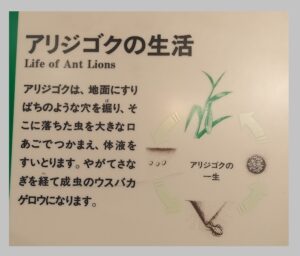 アリジゴクの生活
Life of Ant Lions
アリジゴクは、地面にすり
ばちのような穴を掘り、そ
こに落ちた虫を大きな口
あごでつかまえ、体液を
すいとります。やがてさな
ぎを経て成虫のウスバカ
ゲロウになります。
アリジゴクの
一生